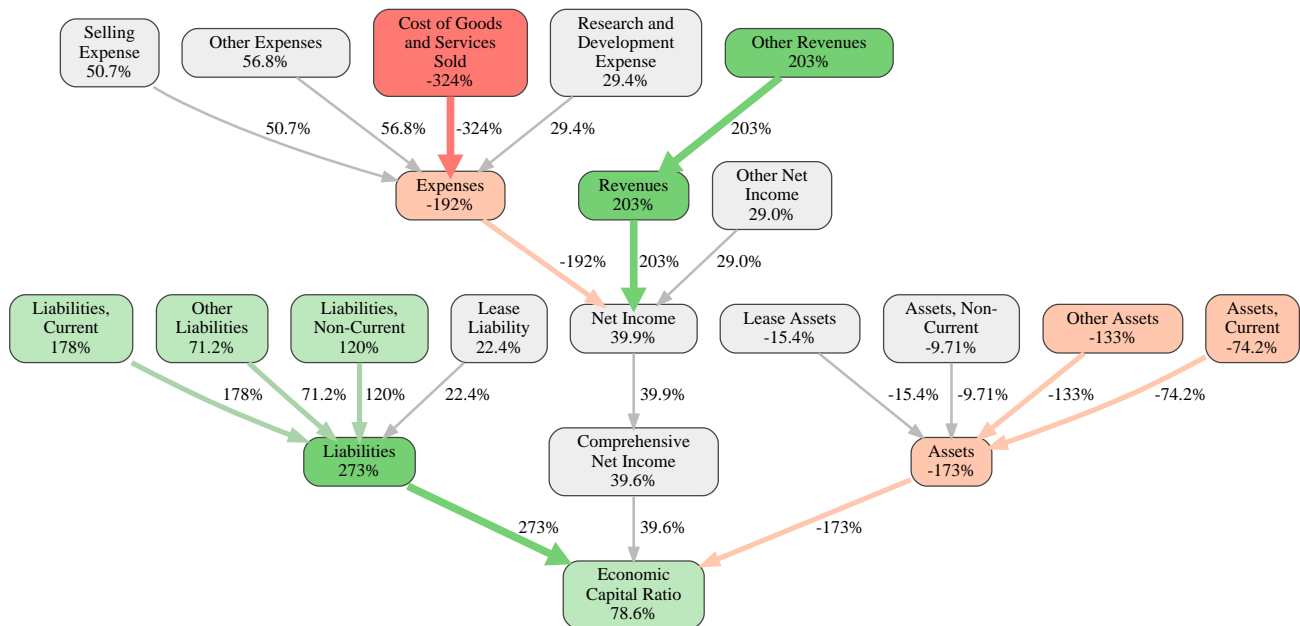 Selling
Expense
50.7%
Other Expenses
56.8%
Cost of Goods
and Services
Sold
-324%
Research and
Development
Expense
29.4%
Other Revenues
203%
50.7%
56.8%
-324%
29.4%
203%
Expenses
-192%
Revenues
203%
Other Net
Income
29.0%
-192%
203%
29.0%
Liabilities,
Current
178%
Other
Liabilities
71.2%
Liabilities,
Non-Current
120%
Lease
Liability
22.4%
Net Income
39.9%
Lease Assets
-15.4%
Assets, Non-
Current
-9.71%
Other Assets
-133%
Assets,
Current
-74.2%
178%
71.2%
120%
22.4%
39.9%
-15.4%
-9.71%
-133%
-74.2%
Liabilities
273%
Comprehensive
Net Income
39.6%
Assets
-173%
273%
39.6%
-173%
Economic
Capital Ratio
78.6%